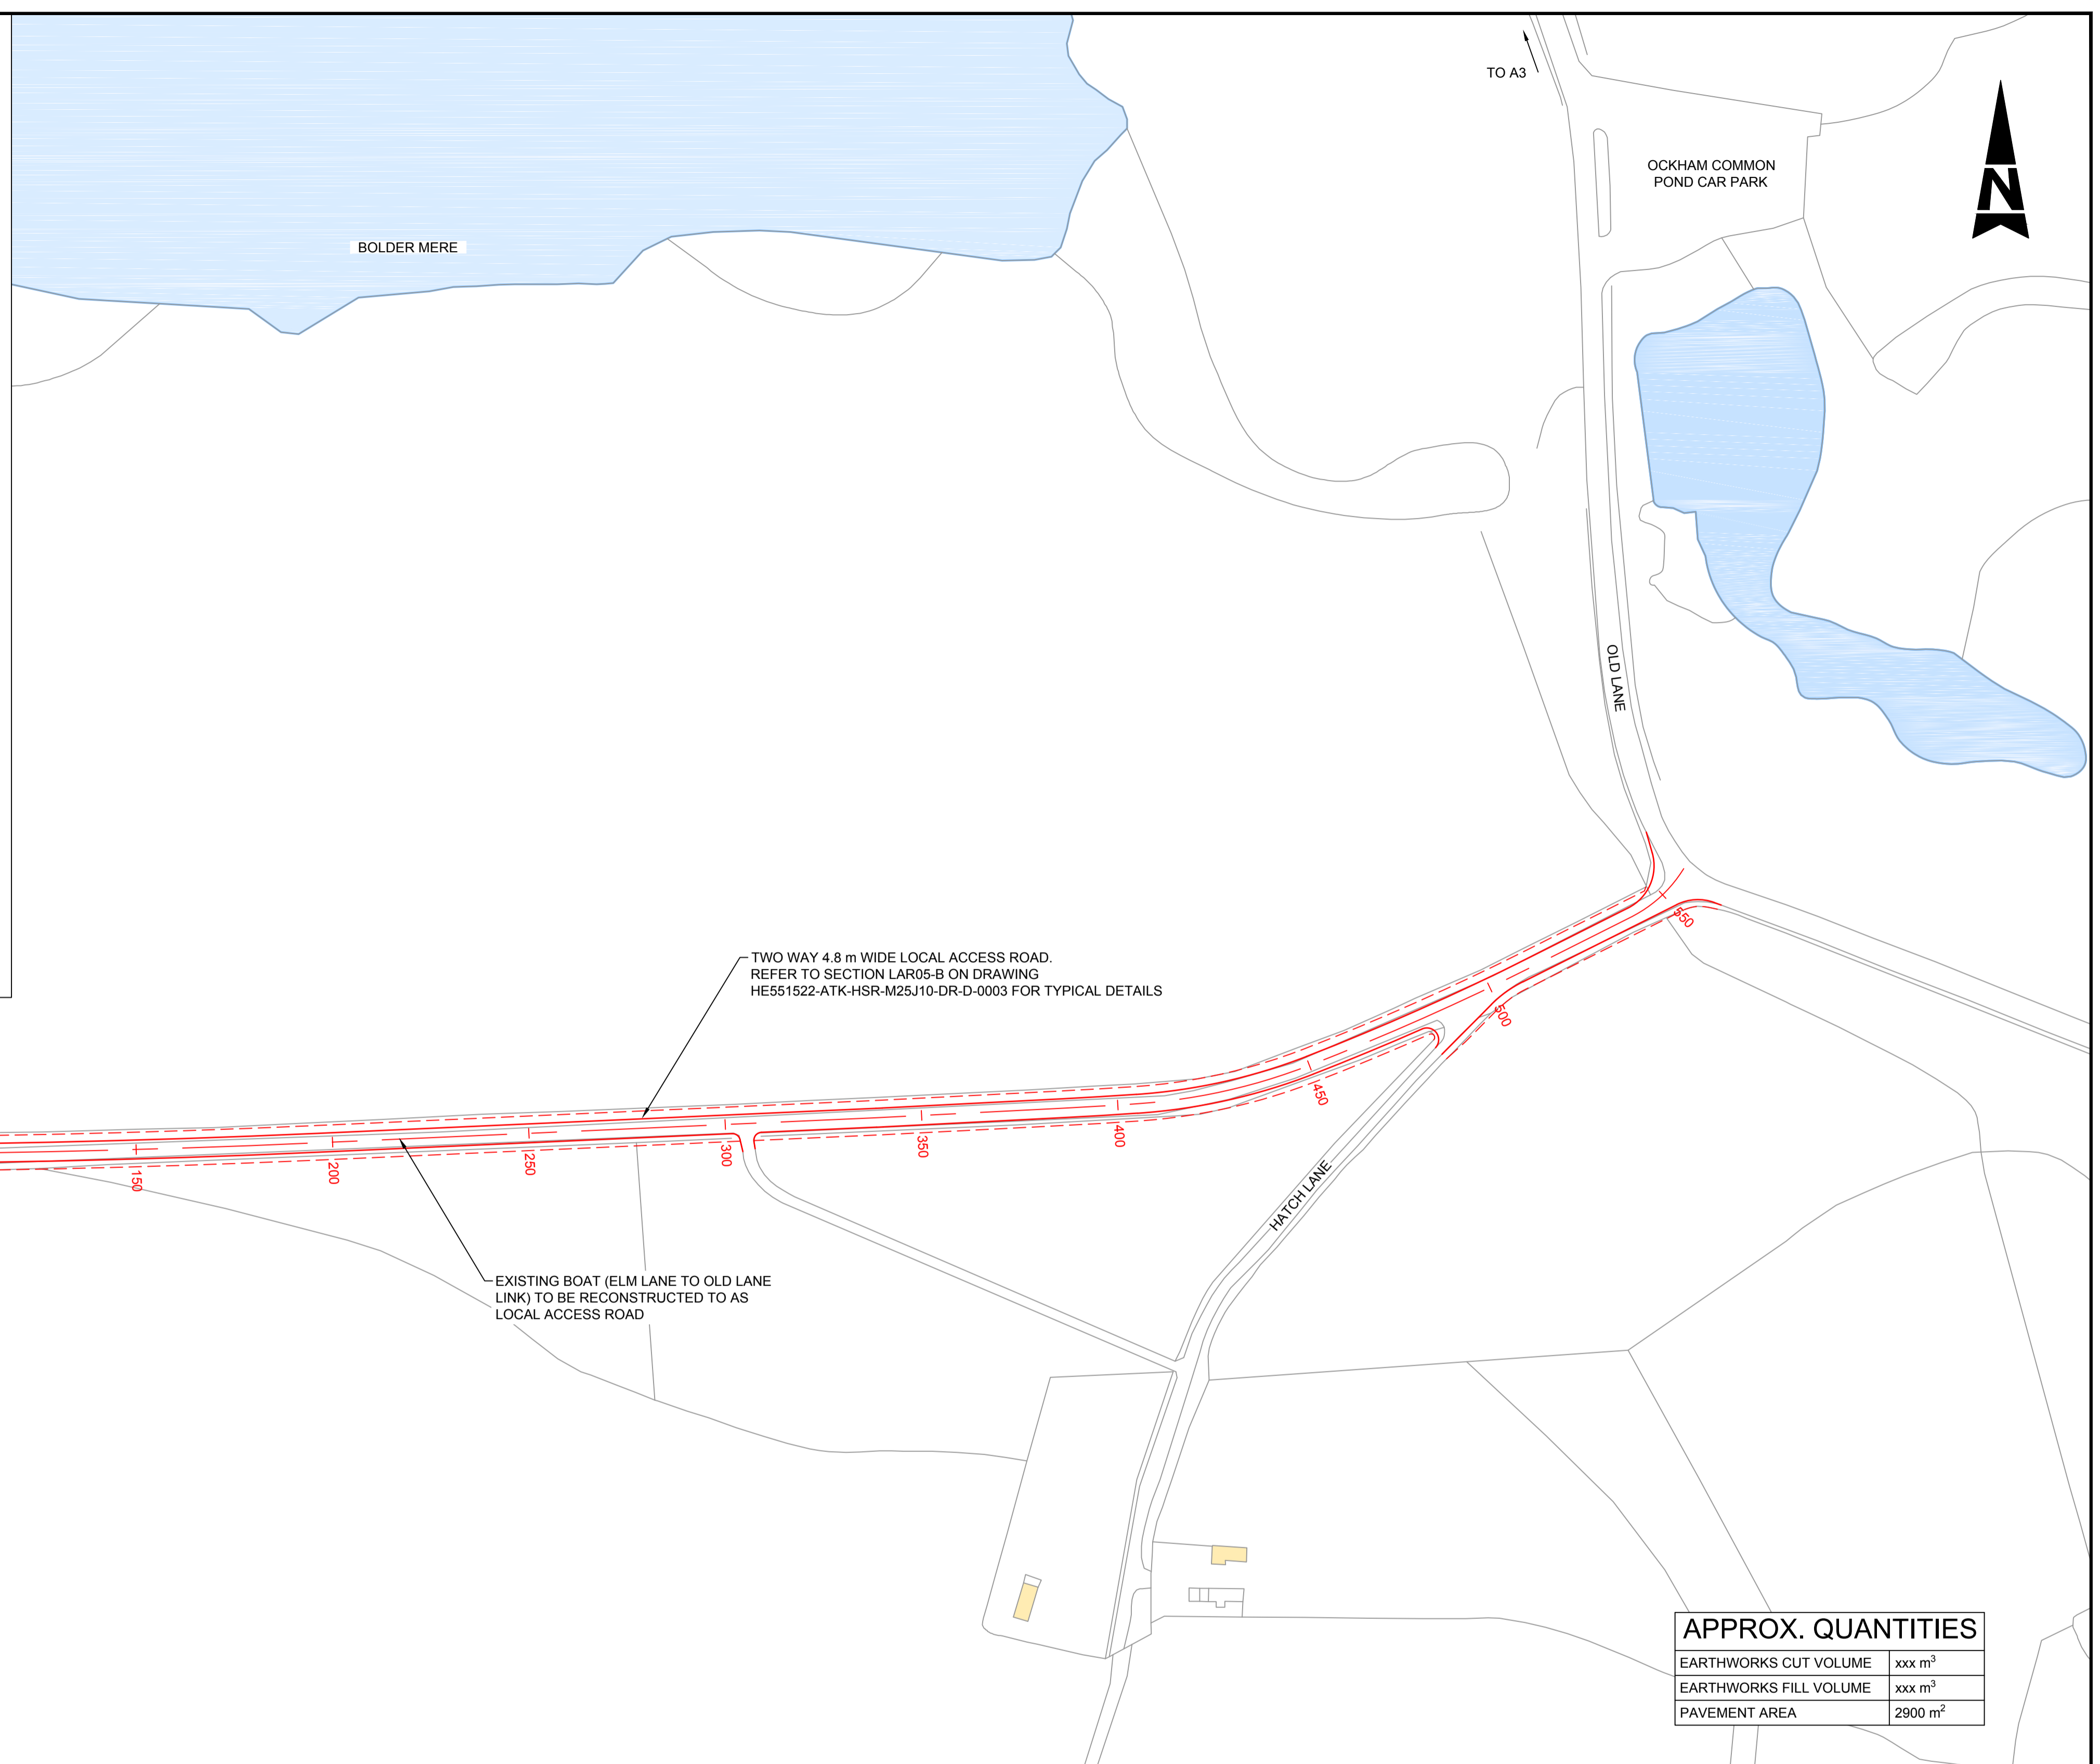 TO A3
OCKHAM COMMON
POND CAR PARK
N
BOLDER MERE
OLD LANE
550
TWO WAY 4.8 m WIDE LOCAL ACCESS ROAD.
REFER TO SECTION LAR05-B ON DRAWING
HE551522-ATK-HSR-M25J10-DR-D-0003 FOR TYPICAL DETAILS
500
450
400
350
300
250
200
150
HATCH LANE
EXISTING BOAT (ELM LANE TO OLD LANE
LINK) TO BE RECONSTRUCTED TO AS
LOCAL ACCESS ROAD
APPROX. QUANTITIES
EARTHWORKS CUT VOLUME xxx m³
EARTHWORKS FILL VOLUME xxx m³
PAVEMENT AREA 2900 m²